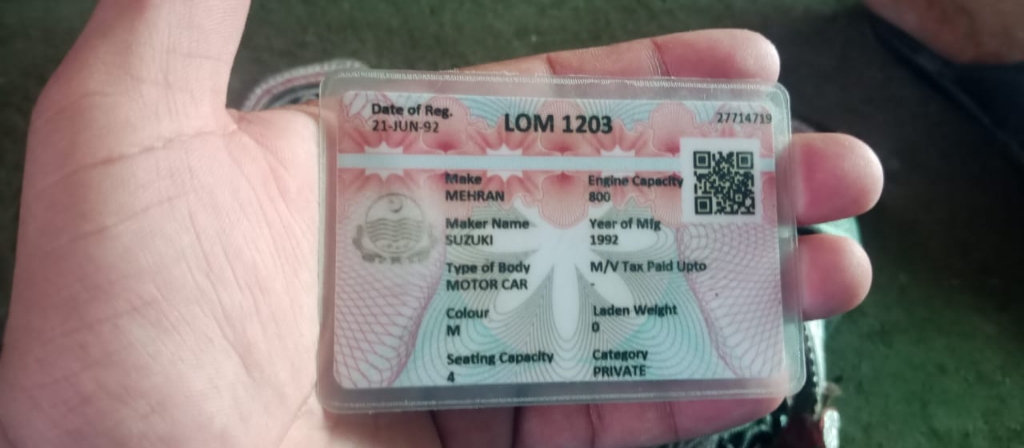 Date of Reg.
21-JUN-92
LOM 1203
27714719
Make
MEHRAN
Engine Capacity
800
Maker Name
SUZUKI
Year of Mfg
1992
Type of Body
MOTOR CAR
M/V Tax Paid Upto
-
Colour
M
Laden Weight
0
Seating Capacity
4
Category
PRIVATE